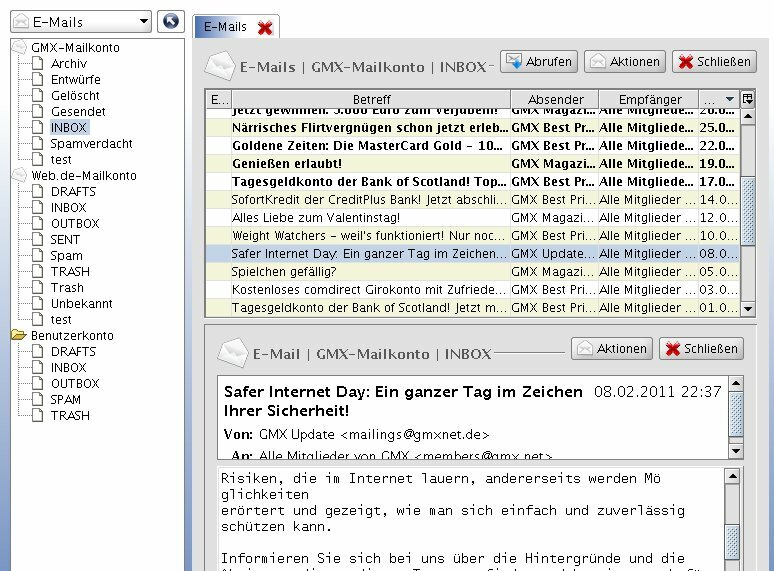 E-Mails
GMX-Mailkonto
Archiv
Entwürfe
Gelöscht
Gesendet
INBOX
Spamverdacht
test
Web.de-Mailkonto
DRAFTS
INBOX
OUTBOX
SENT
Spam
TRASH
Trash
Unbekannt
test
Benutzerkonto
DRAFTS
INBOX
OUTBOX
SPAM
TRASH
E-Mails
E-Mails | GMX-Mailkonto | INBOX
Abrufen Aktionen Schließen
E... Betreff Absender Empfänger ...
Jetzt gewinnen: 5.000 Euro zum Verjubeln! GMX Magazi... Alle Mitgliede... 26.0...
Närrisches Flirtvergnügen schon jetzt erleb... GMX Best Pr... Alle Mitgliede... 25.0...
Goldene Zeiten: Die MasterCard Gold - 10... GMX Best Pr... Alle Mitgliede... 22.0...
Genießen erlaubt! GMX Magazi... Alle Mitgliede... 19.0...
Tagesgeldkonto der Bank of Scotland! Top... GMX Best Pr... Alle Mitgliede... 17.0...
SofortKredit der CreditPlus Bank! Jetzt abschli... GMX Best Pri... Alle Mitglieder ... 14.0...
Alles Liebe zum Valentinstag! GMX Magazi... Alle Mitglieder ... 12.0...
Weight Watchers - weil's funktioniert! Nur noc... GMX Best Pri... Alle Mitglieder ... 10.0...
Safer Internet Day: Ein ganzer Tag im Zeichen... GMX Update... Alle Mitglieder ... 08.0...
Spielchen gefällig? GMX Magazi... Alle Mitglieder ... 05.0...
Kostenloses comdirect Girokonto mit Zufriede... GMX Best Pri... Alle Mitglieder ... 03.0...
Tagesgeldkonto der Bank of Scotland! Jetzt m... GMX Best Pri... Alle Mitglieder ... 01.0...
E-Mail | GMX-Mailkonto | INBOX
Aktionen Schließen
Safer Internet Day: Ein ganzer Tag im Zeichen 08.02.2011 22:37
Ihrer Sicherheit!
Von: GMX Update <mailings@gmxnet.de>
An: Alle Mitglieder von GMX <members@gmx.net>
Risiken, die im Internet lauern, andererseits werden Mö
glichkeiten
erörtert und gezeigt, wie man sich einfach und zuverlässig
schützen kann.
Informieren Sie sich bei uns über die Hintergründe und die